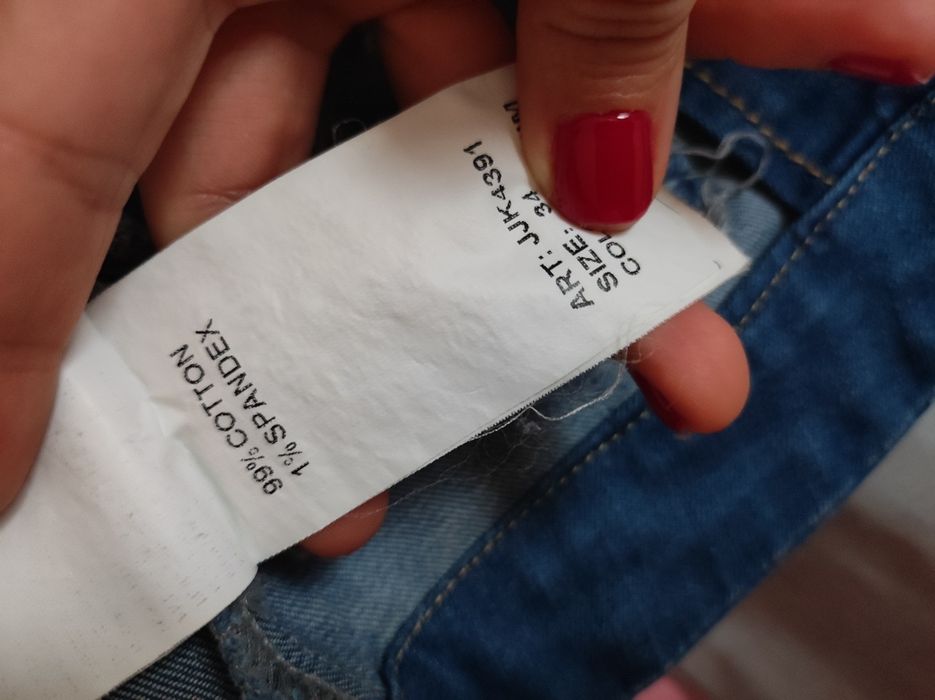 ART: JJK4391
SIZE: 34
99% COTTON
1% SPANDEX